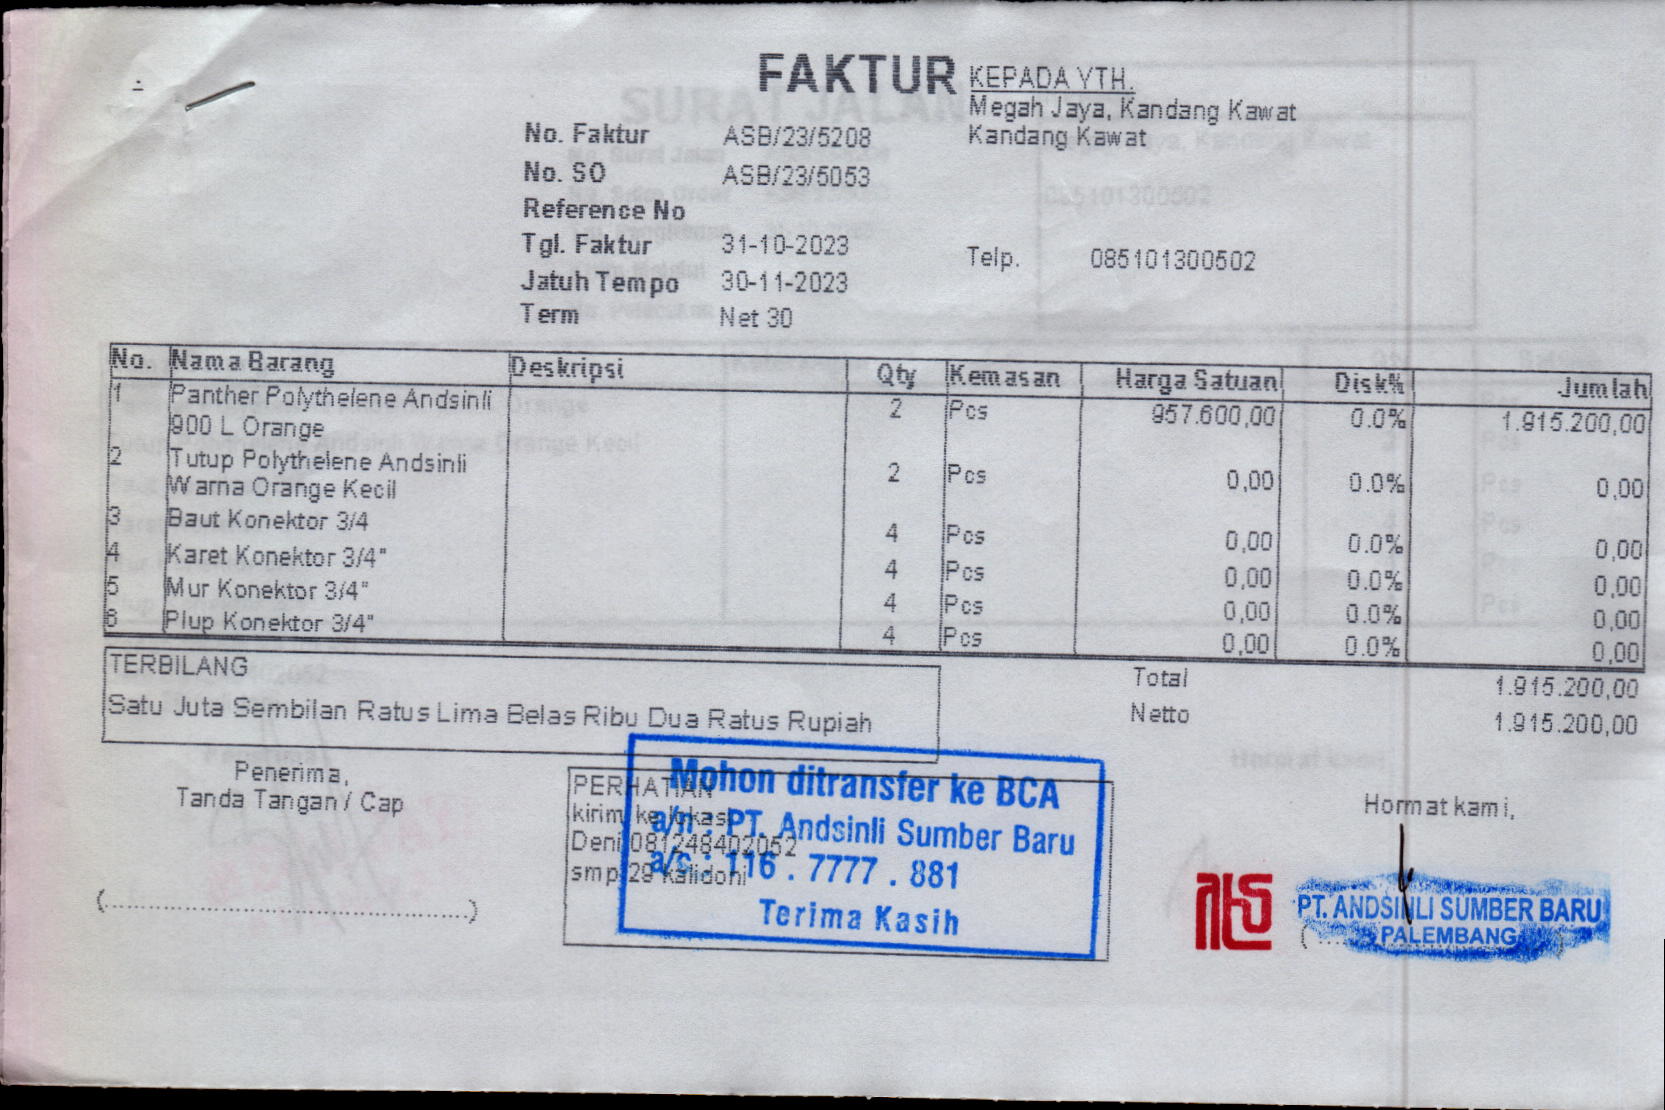 FAKTUR
KEPADA YTH.
Megah Jaya, Kandang Kawat
Kandang Kawat
No. Faktur ASB/23/5208
No. SO ASB/23/5053
Reference No
Tgl. Faktur 31-10-2023
Telp. 085101300502
Jatuh Tempo 30-11-2023
Term Net 30
No. Nama Barang Deskripsi Qty Kemasan Harga Satuan Disk% Jumlah
1 Panther Polythelene Andsinli 2 Pcs 957.600,00 0.0% 1.915.200,00
900 L Orange
2 Tutup Polythelene Andsinli 2 Pcs 0,00 0.0% 0,00
Warna Orange Kecil
3 Baut Konektor 3/4 4 Pcs 0,00 0.0% 0,00
4 Karet Konektor 3/4" 4 Pcs 0,00 0.0% 0,00
5 Mur Konektor 3/4" 4 Pcs 0,00 0.0% 0,00
6 Plup Konektor 3/4" 4 Pcs 0,00 0.0% 0,00
TERBILANG
Satu Juta Sembilan Ratus Lima Belas Ribu Dua Ratus Rupiah
Total 1.915.200,00
Netto 1.915.200,00
Penerima,
Tanda Tangan / Cap
PERHATIAN
kirim ke lokasi
Deni 081248402052
smp 29 kalidoni
Mohon ditransfer ke BCA
a/n : PT. Andsinli Sumber Baru
a/c : 116 . 7777 . 881
Terima Kasih
Hormat kami,
PT. ANDSINLI SUMBER BARU
PALEMBANG